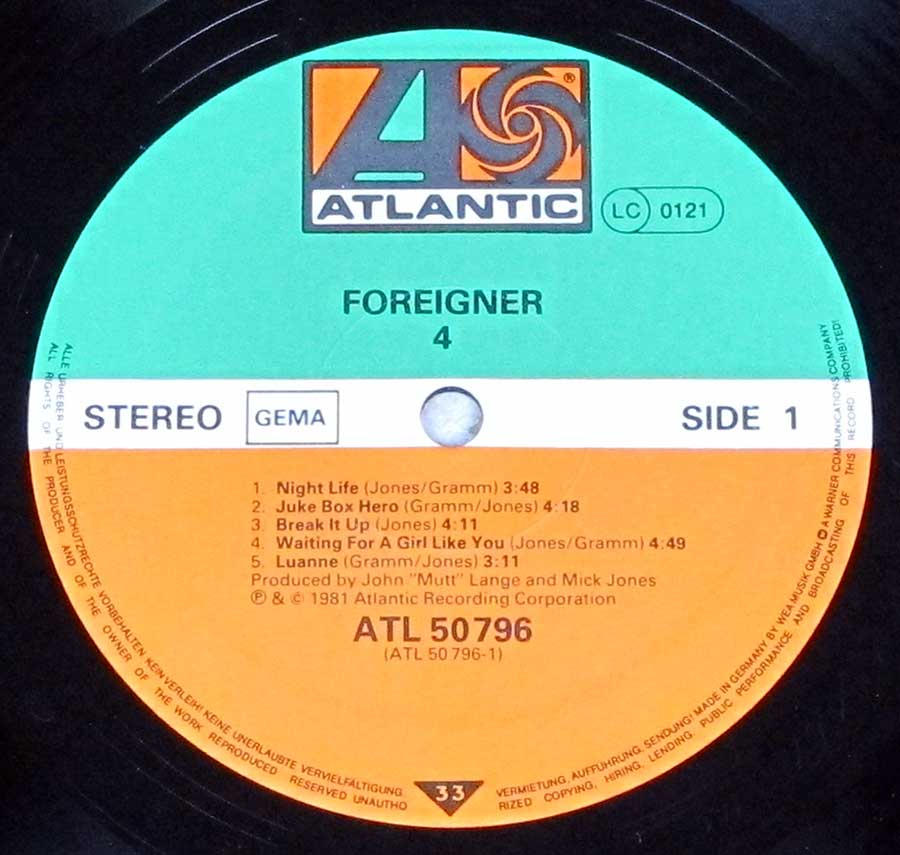 ATLANTIC ®
LC 0121
FOREIGNER
4
STEREO GEMA SIDE 1
1. Night Life (Jones/Gramm) 3:48
2. Juke Box Hero (Gramm/Jones) 4:18
3. Break It Up (Jones) 4:11
4. Waiting For A Girl Like You (Jones/Gramm) 4:49
5. Luanne (Gramm/Jones) 3:11
Produced by John "Mutt" Lange and Mick Jones
℗ & © 1981 Atlantic Recording Corporation
ATL 50 796
(ATL 50 796-1)
33
ALLE URHEBER UND LEISTUNGSSCHUTZRECHTE VORBEHALTEN KEIN VERLEIH! KEINE UNERLAUBTE VERVIELFÄLTIGUNG. VERMIETUNG, AUFFÜHRUNG, SENDUNG! MADE IN GERMANY BY WEA MUSIK GMBH A WARNER COMMUNICATIONS COMPANY
ALL RIGHTS OF THE PRODUCER AND OF THE OWNER OF THE WORK REPRODUCED RESERVED UNAUTHORIZED COPYING, HIRING, LENDING, PUBLIC PERFORMANCE AND BROADCASTING OF THIS RECORD PROHIBITED!